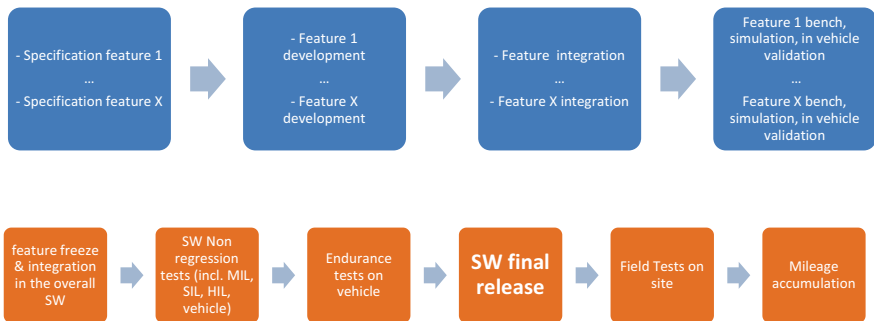 - Specification feature 1
...
- Specification feature X
- Feature 1
development
...
- Feature X
development
- Feature integration
...
- Feature X integration
Feature 1 bench,
simulation, in vehicle
validation
...
Feature X bench,
simulation, in vehicle
validation
feature freeze
& integration
in the overall
SW
SW Non
regression
tests (incl. MIL,
SIL, HIL,
vehicle)
Endurance
tests on
vehicle
SW final
release
Field Tests on
site
Mileage
accumulation